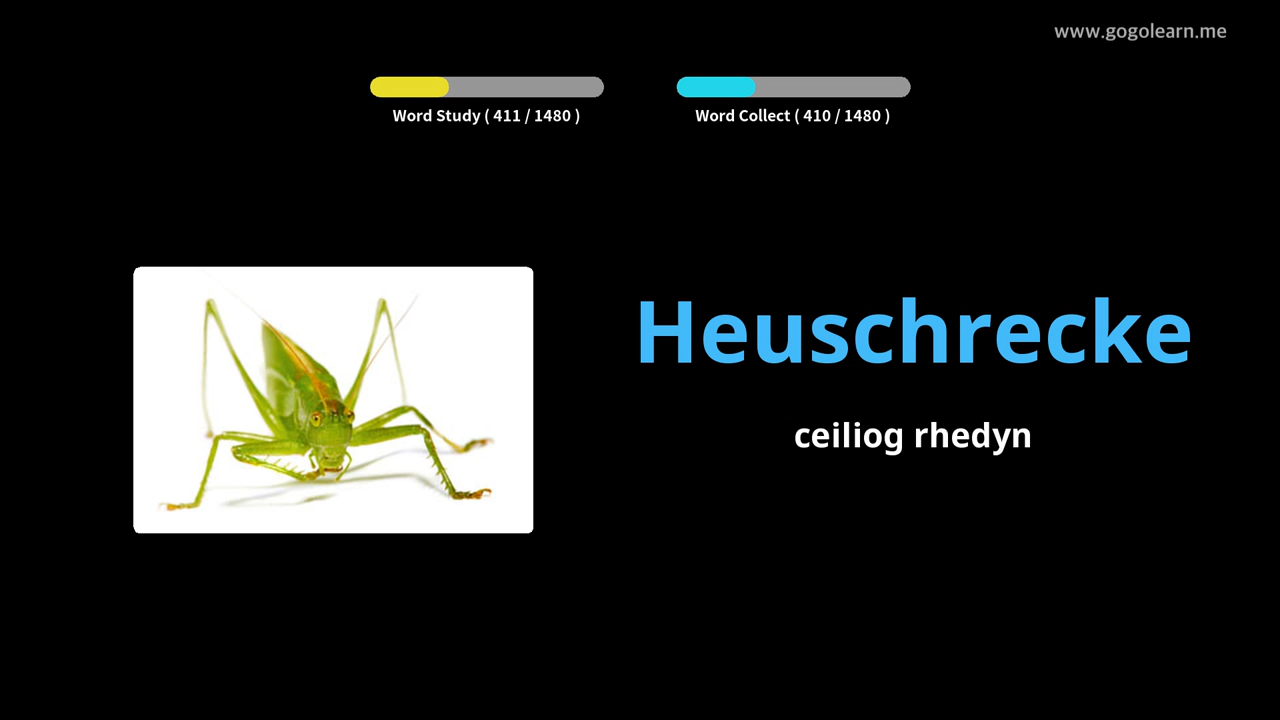 www.gogolearn.me
Word Study ( 411 / 1480 )
Word Collect ( 410 / 1480 )
Heuschrecke
ceiliog rhedyn